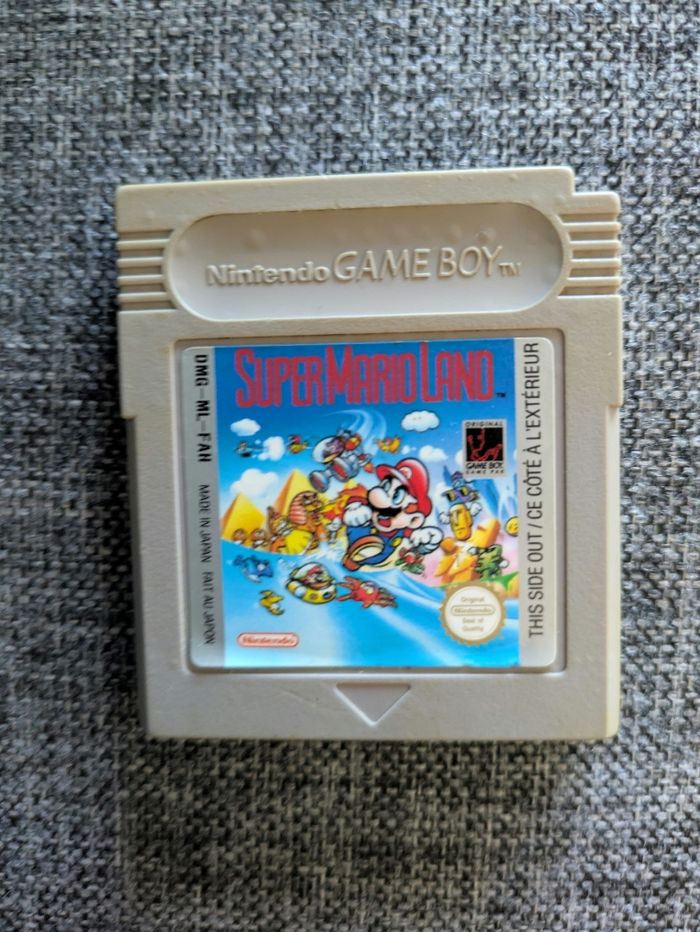 Nintendo GAME BOY TM
SUPER MARIO LAND TM
DMG-ML-FAH
MADE IN JAPAN FAIT AU JAPON
ORIGINAL
GAME BOY
GAME PAK
THIS SIDE OUT / CE CÔTÉ À L'EXTÉRIEUR
Original
Nintendo
Seal of
Quality
Nintendo